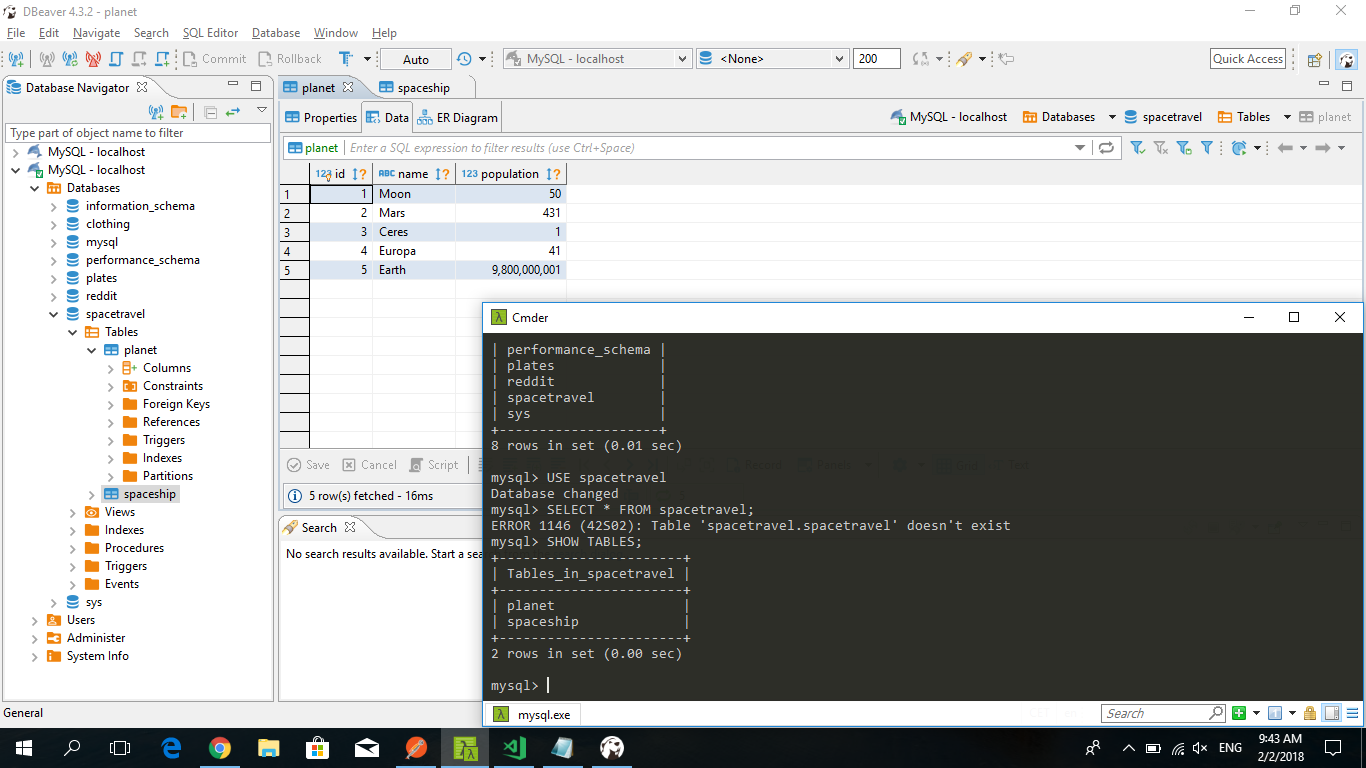 DBeaver 4.3.2 - planet
File Edit Navigate Search SQL Editor Database Window Help
Commit Rollback Auto MySQL - localhost <None> 200 Quick Access
Database Navigator
Type part of object name to filter
MySQL - localhost
MySQL - localhost
Databases
information_schema
clothing
mysql
performance_schema
plates
reddit
spacetravel
Tables
planet
Columns
Constraints
Foreign Keys
References
Triggers
Indexes
Partitions
spaceship
Views
Indexes
Procedures
Triggers
Events
sys
Users
Administer
System Info
planet spaceship
Properties Data ER Diagram MySQL - localhost Databases spacetravel Tables planet
planet Enter a SQL expression to filter results (use Ctrl+Space)
123 id ABC name 123 population
1 1 Moon 50
2 2 Mars 431
3 3 Ceres 1
4 4 Europa 41
5 5 Earth 9,800,000,001
Save Cancel Script
5 row(s) fetched - 16ms
Search
No search results available. Start a sea
Cmder
| performance_schema |
| plates |
| reddit |
| spacetravel |
| sys |
+--------------------+
8 rows in set (0.01 sec)
mysql> USE spacetravel
Database changed
mysql> SELECT * FROM spacetravel;
ERROR 1146 (42S02): Table 'spacetravel.spacetravel' doesn't exist
mysql> SHOW TABLES;
+-----------------------+
| Tables_in_spacetravel |
+-----------------------+
| planet |
| spaceship |
+-----------------------+
2 rows in set (0.00 sec)
mysql>
mysql.exe Search
General
ENG 9:43 AM
2/2/2018